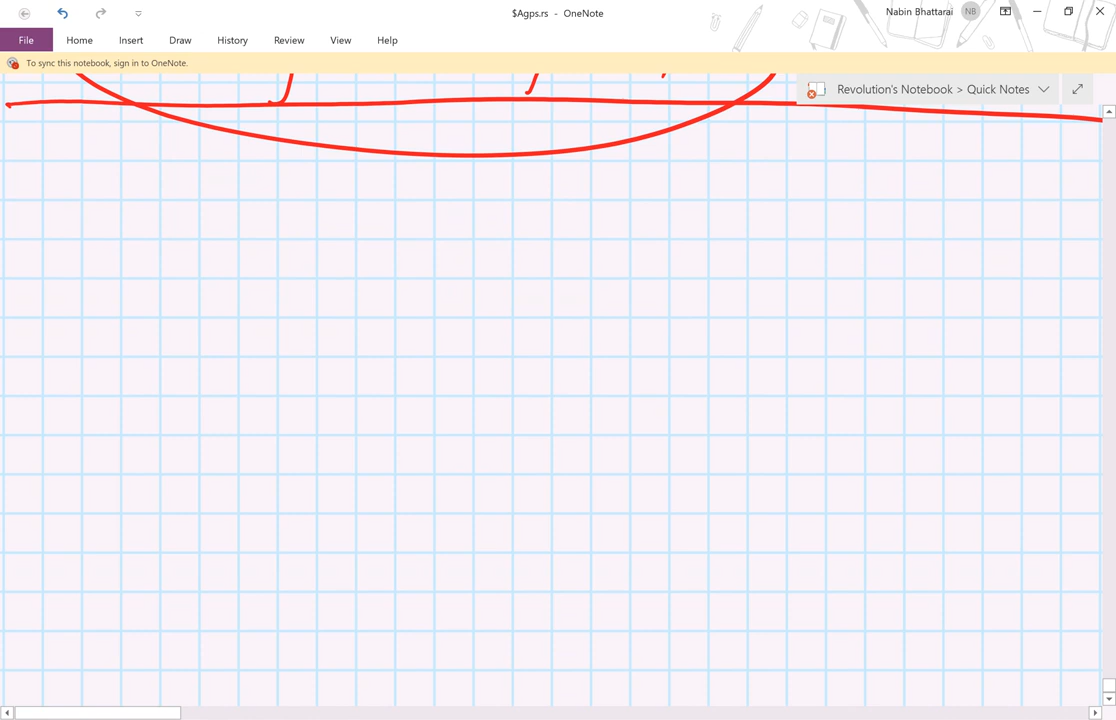 $Agps.rs - OneNote
Nabin Bhattarai NB
File Home Insert Draw History Review View Help
To sync this notebook, sign in to OneNote.
Revolution's Notebook > Quick Notes